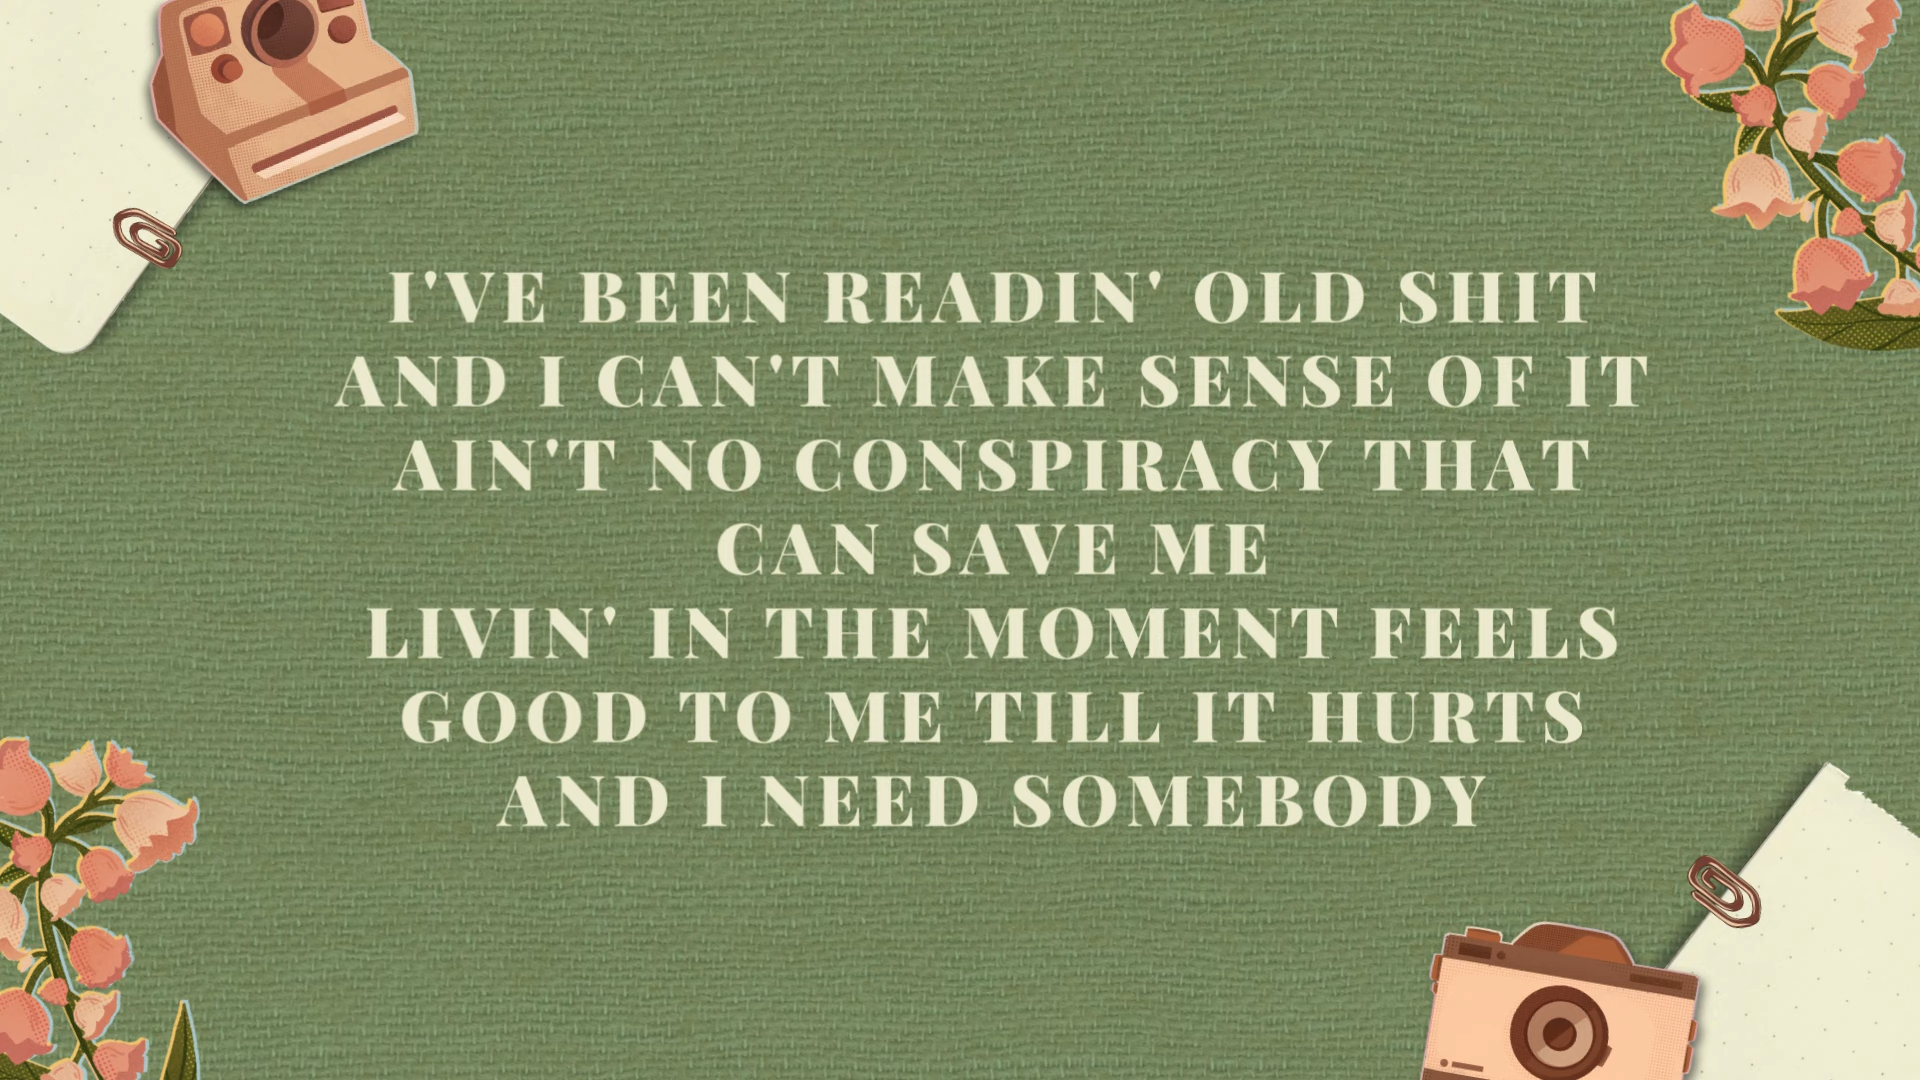 I'VE BEEN READIN' OLD SHIT
AND I CAN'T MAKE SENSE OF IT
AIN'T NO CONSPIRACY THAT
CAN SAVE ME
LIVIN' IN THE MOMENT FEELS
GOOD TO ME TILL IT HURTS
AND I NEED SOMEBODY